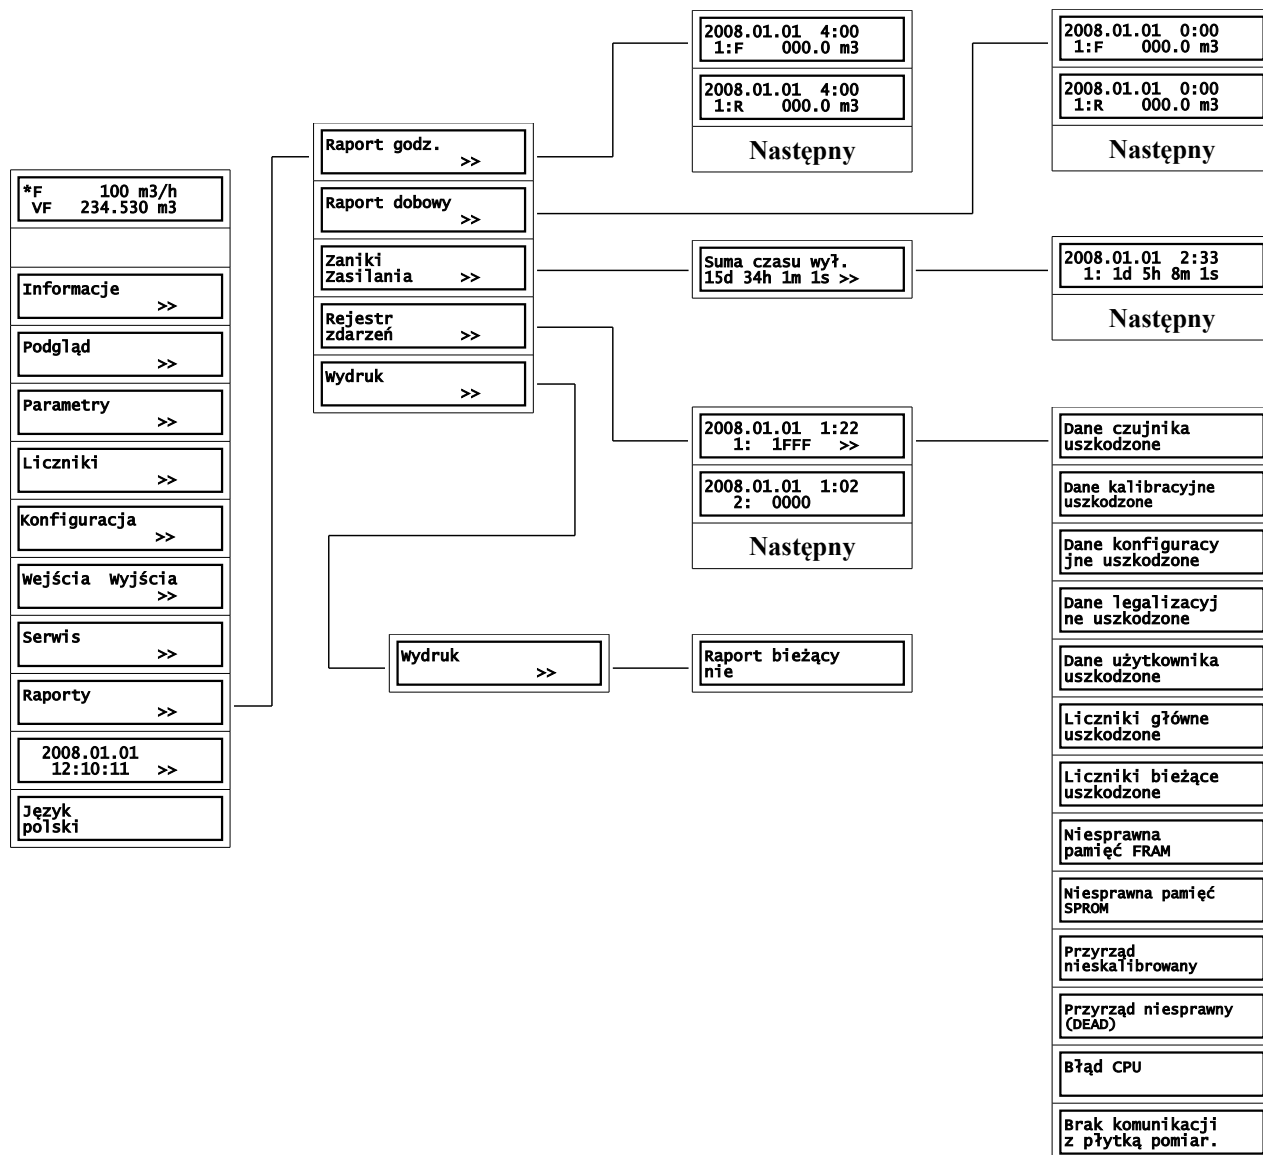 *F      100 m3/h
VF   234.530 m3
Informacje
>>
Podgląd
>>
Parametry
>>
Liczniki
>>
Konfiguracja
>>
Wejścia  Wyjścia
>>
Serwis
>>
Raporty
>>
2008.01.01
12:10:11   >>
Język
polski
Raport godz.
>>
Raport dobowy
>>
Zaniki
Zasilania     >>
Rejestr
zdarzeń       >>
Wydruk
>>
2008.01.01  4:00
1:F    000.0 m3
2008.01.01  4:00
1:R    000.0 m3
Następny
2008.01.01  0:00
1:F    000.0 m3
2008.01.01  0:00
1:R    000.0 m3
Następny
Suma czasu wył.
15d 34h 1m 1s >>
2008.01.01  2:33
1: 1d 5h 8m 1s
Następny
2008.01.01  1:22
1:  1FFF   >>
2008.01.01  1:02
2:  0000
Następny
Wydruk
>>
Raport bieżący
nie
Dane czujnika
uszkodzone
Dane kalibracyjne
uszkodzone
Dane konfiguracy
jne uszkodzone
Dane legalizacyj
ne uszkodzone
Dane użytkownika
uszkodzone
Liczniki główne
uszkodzone
Liczniki bieżące
uszkodzone
Niesprawna
pamięć FRAM
Niesprawna pamięć
SPROM
Przyrząd
nieskalibrowany
Przyrząd niesprawny
(DEAD)
Błąd CPU
Brak komunikacji
z płytką pomiar.